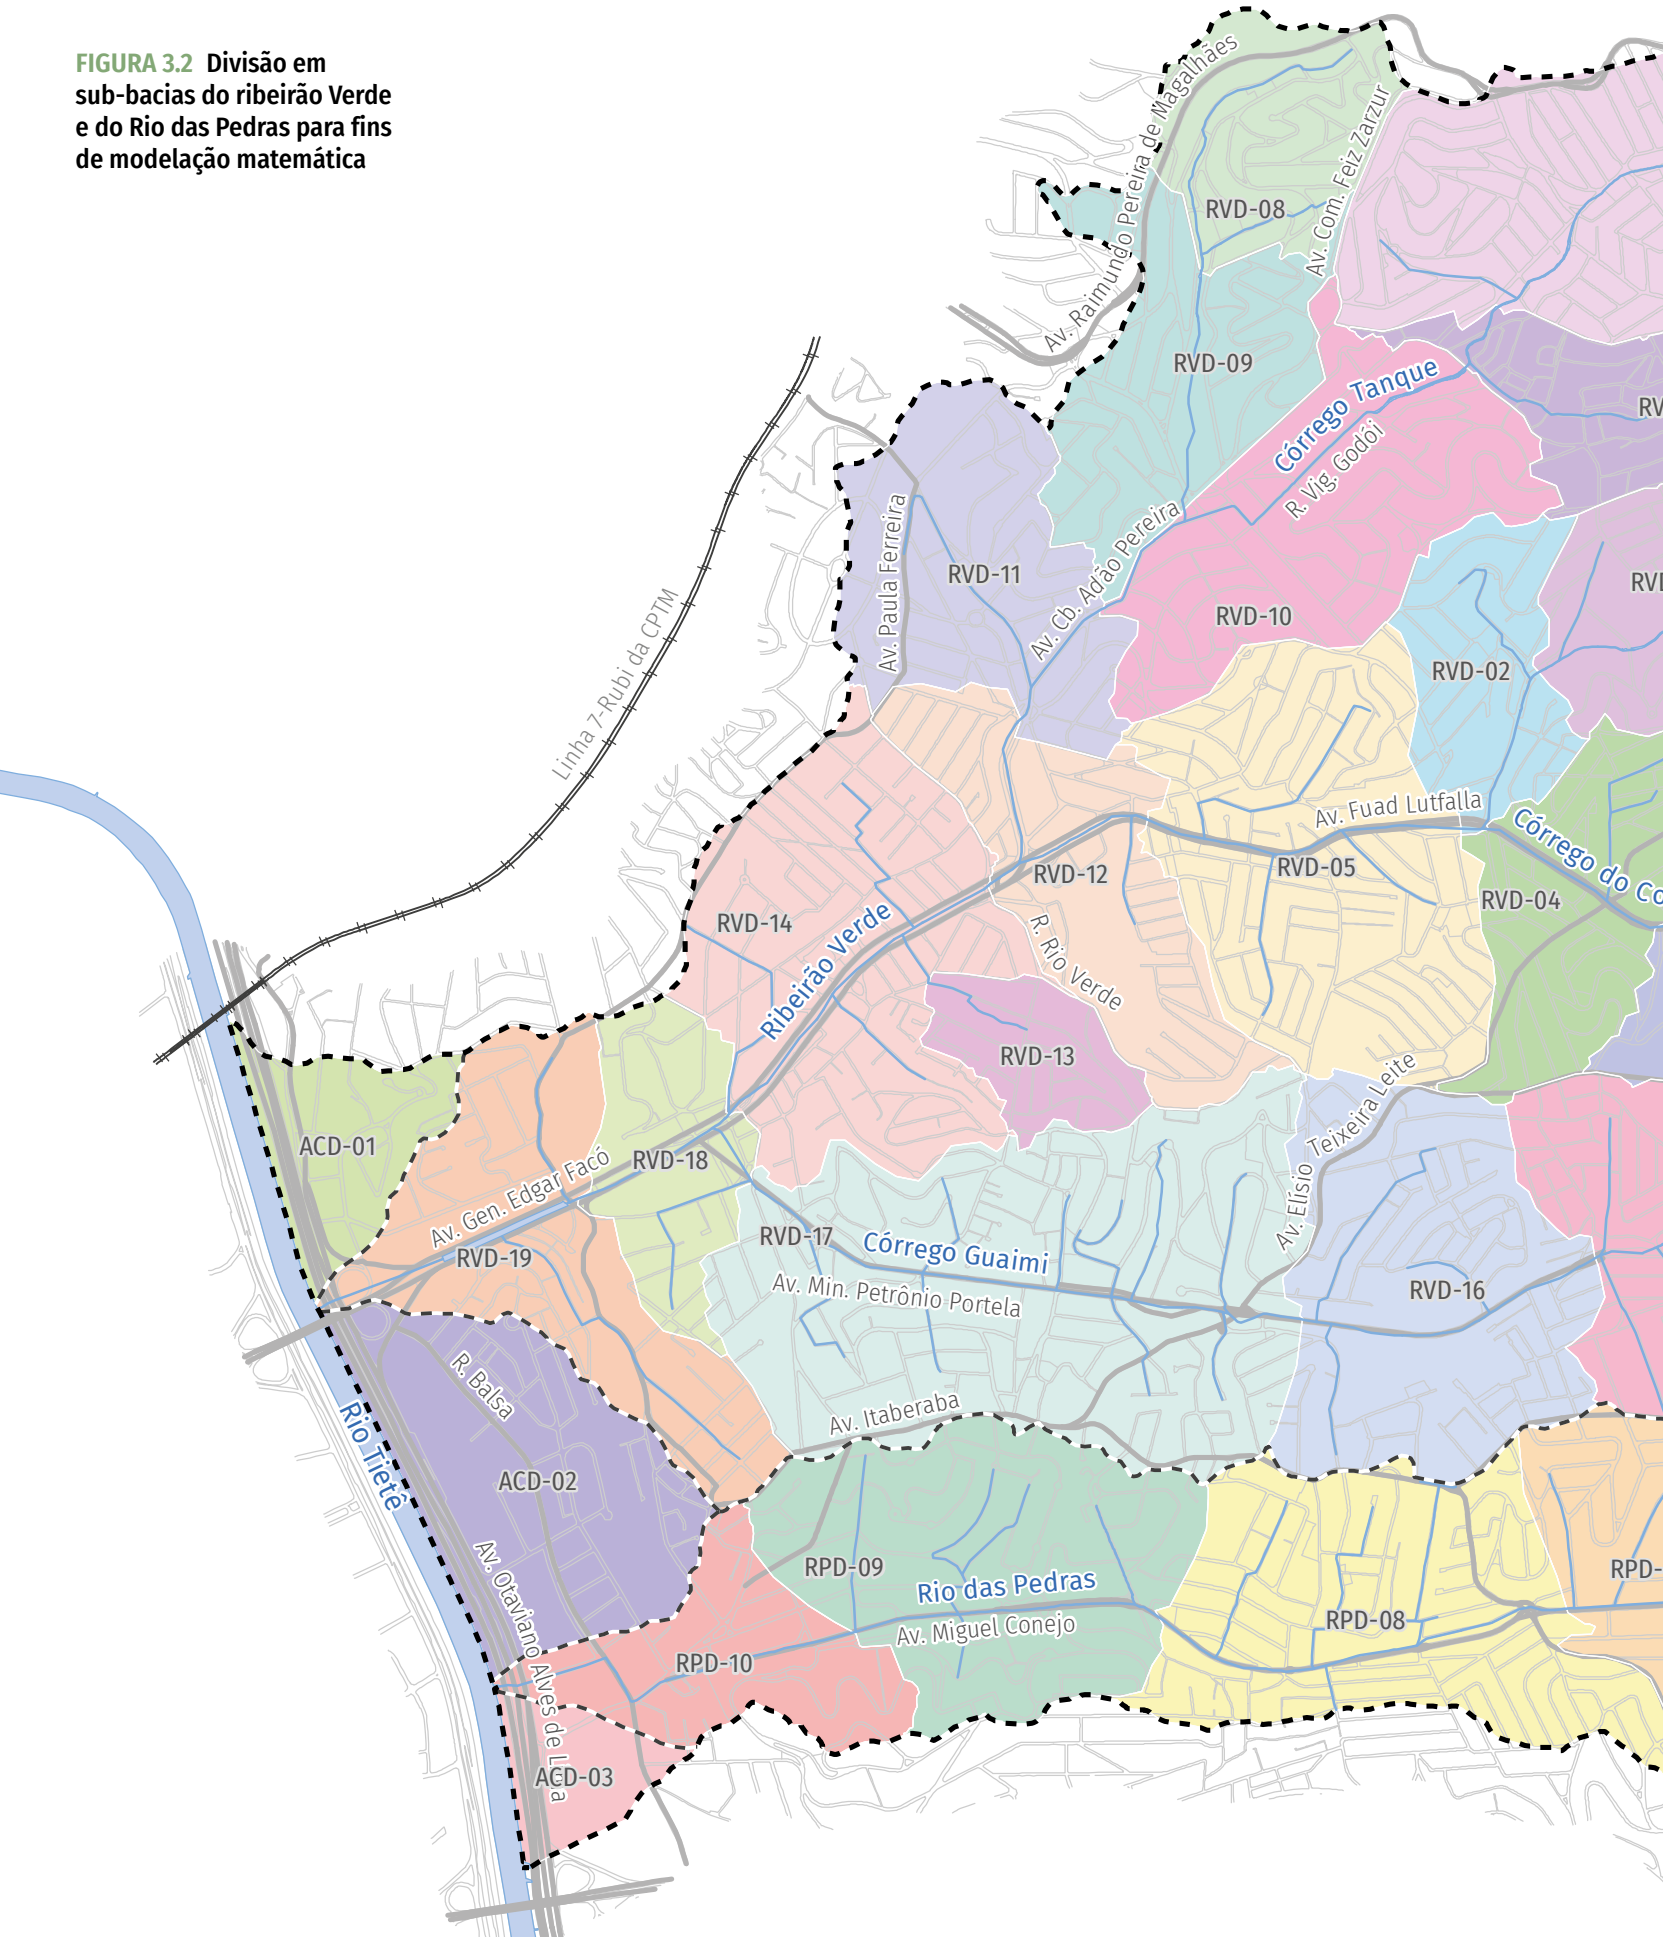 FIGURA 3.2 Divisão em
sub-bacias do ribeirão Verde
e do Rio das Pedras para fins
de modelação matemática
Av. Raimundo Pereira de Magalhães
Av. Com. Feiz Zarzur
RVD-08
RVD-09
Córrego Tanque
R. Vig. Godói
RV
Av. Paula Ferreira
RVD-11
Av. Cb. Adão Pereira
RVD-10
RVD
RVD-02
Linha 7-Rubi da CPTM
Av. Fuad Lutfalla
Córrego do Co
RVD-12
RVD-05
RVD-04
RVD-14
Ribeirão Verde
R. Rio Verde
RVD-13
Av. Elísio Teixeira Leite
ACD-01
RVD-18
Av. Gen. Edgar Facó
RVD-19
RVD-17
Córrego Guaimi
Av. Min. Petrônio Portela
RVD-16
R. Balsa
Av. Itaberaba
Rio Tietê
ACD-02
RPD-09
Rio das Pedras
Av. Miguel Conejo
RPD-
RPD-08
Av. Otaviano Alves de Lima
RPD-10
ACD-03